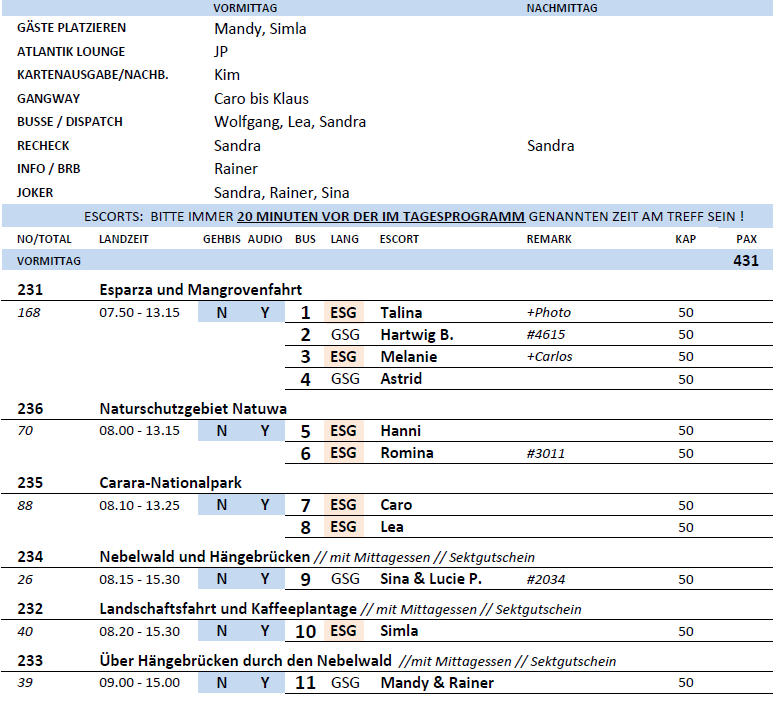 VORMITTAG NACHMITTAG
GÄSTE PLATZIEREN Mandy, Simla
ATLANTIK LOUNGE JP
KARTENAUSGABE/NACHB. Kim
GANGWAY Caro bis Klaus
BUSSE / DISPATCH Wolfgang, Lea, Sandra
RECHECK Sandra Sandra
INFO / BRB Rainer
JOKER Sandra, Rainer, Sina
ESCORTS: BITTE IMMER 20 MINUTEN VOR DER IM TAGESPROGRAMM GENANNTEN ZEIT AM TREFF SEIN !
NO/TOTAL LANDZEIT GEHBIS AUDIO BUS LANG ESCORT REMARK KAP PAX
VORMITTAG 431
231 Esparza und Mangrovenfahrt
168 07.50 - 13.15 N Y 1 ESG Talina +Photo 50
2 GSG Hartwig B. #4615 50
3 ESG Melanie +Carlos 50
4 GSG Astrid 50
236 Naturschutzgebiet Natuwa
70 08.00 - 13.15 N Y 5 ESG Hanni 50
6 ESG Romina #3011 50
235 Carara-Nationalpark
88 08.10 - 13.25 N Y 7 ESG Caro 50
8 ESG Lea 50
234 Nebelwald und Hängebrücken // mit Mittagessen // Sektgutschein
26 08.15 - 15.30 N Y 9 GSG Sina & Lucie P. #2034 50
232 Landschaftsfahrt und Kaffeeplantage // mit Mittagessen // Sektgutschein
40 08.20 - 15.30 N Y 10 ESG Simla 50
233 Über Hängebrücken durch den Nebelwald //mit Mittagessen // Sektgutschein
39 09.00 - 15.00 N Y 11 GSG Mandy & Rainer 50